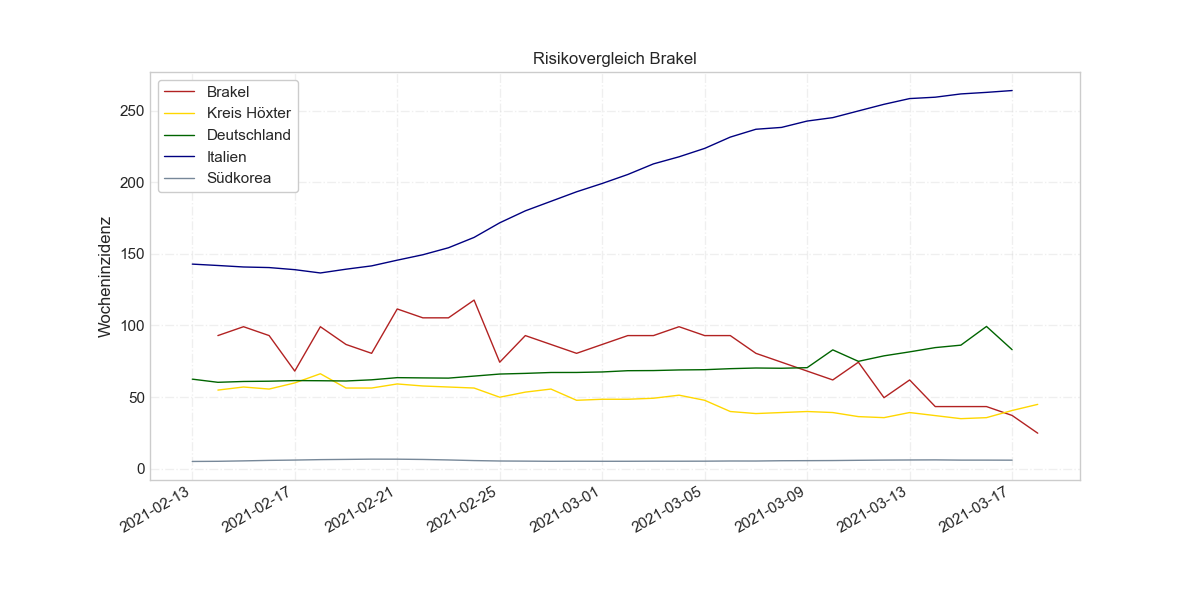 Risikovergleich Brakel
Brakel
Kreis Höxter
Deutschland
Italien
Südkorea
Wocheninzidenz
250
200
150
100
50
0
2021-02-13
2021-02-17
2021-02-21
2021-02-25
2021-03-01
2021-03-05
2021-03-09
2021-03-13
2021-03-17